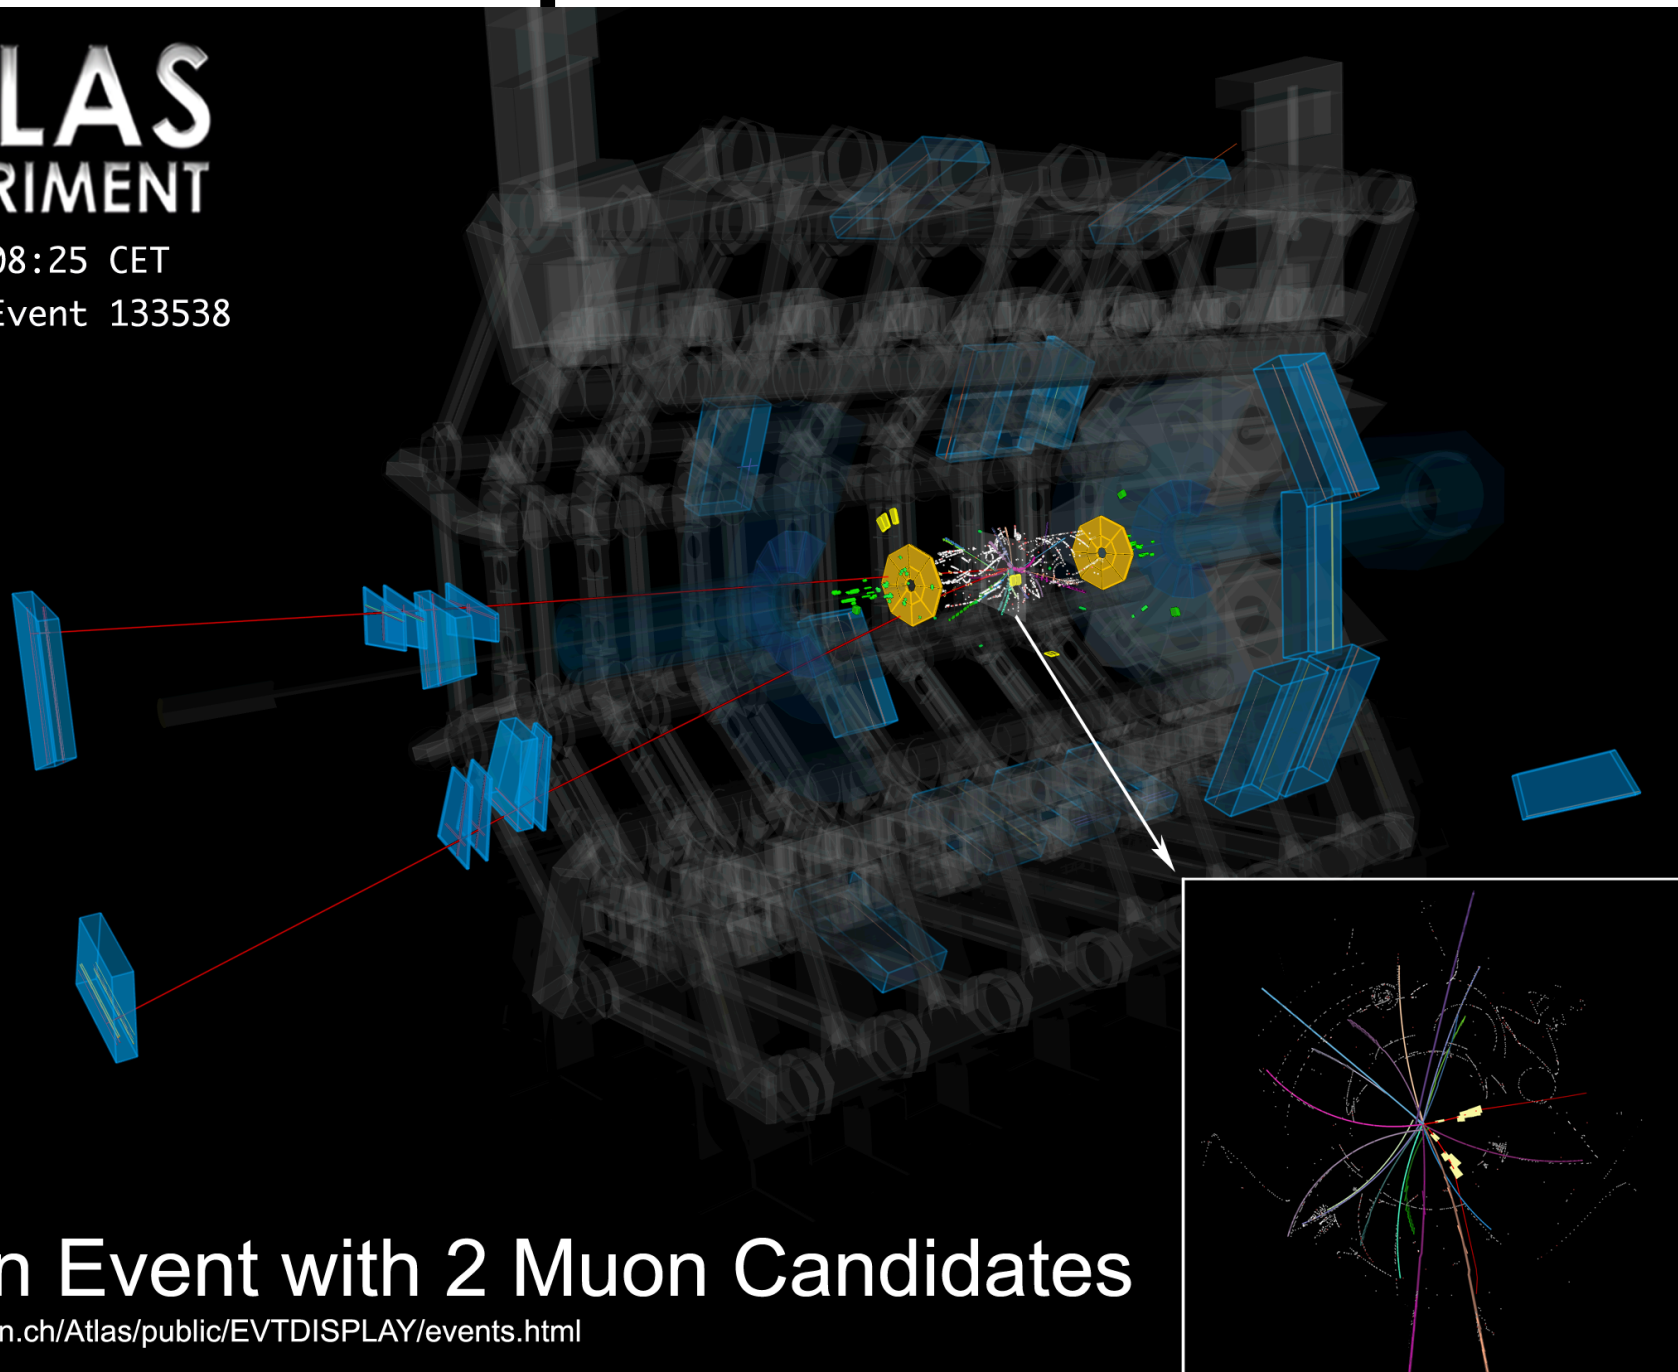 LAS
RIMENT
08:25 CET
Event 133538
n Event with 2 Muon Candidates
n.ch/Atlas/public/EVTDISPLAY/events.html